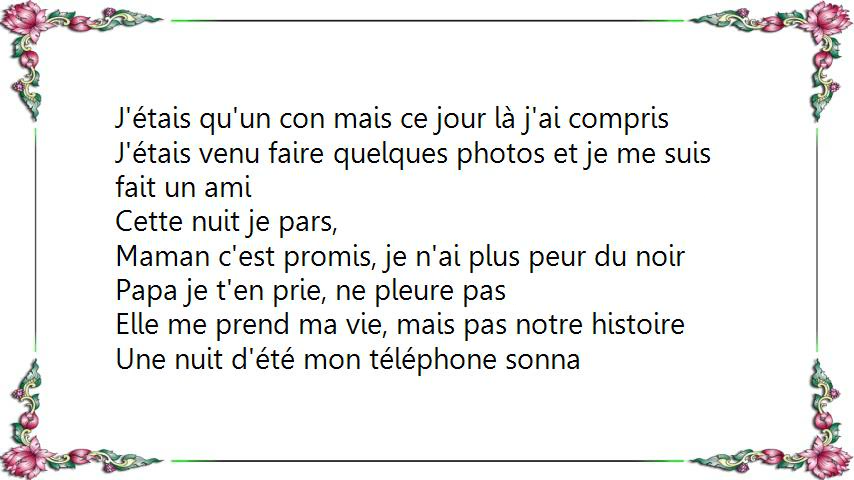 J'étais qu'un con mais ce jour là j'ai compris
J'étais venu faire quelques photos et je me suis
fait un ami
Cette nuit je pars,
Maman c'est promis, je n'ai plus peur du noir
Papa je t'en prie, ne pleure pas
Elle me prend ma vie, mais pas notre histoire
Une nuit d'été mon téléphone sonna